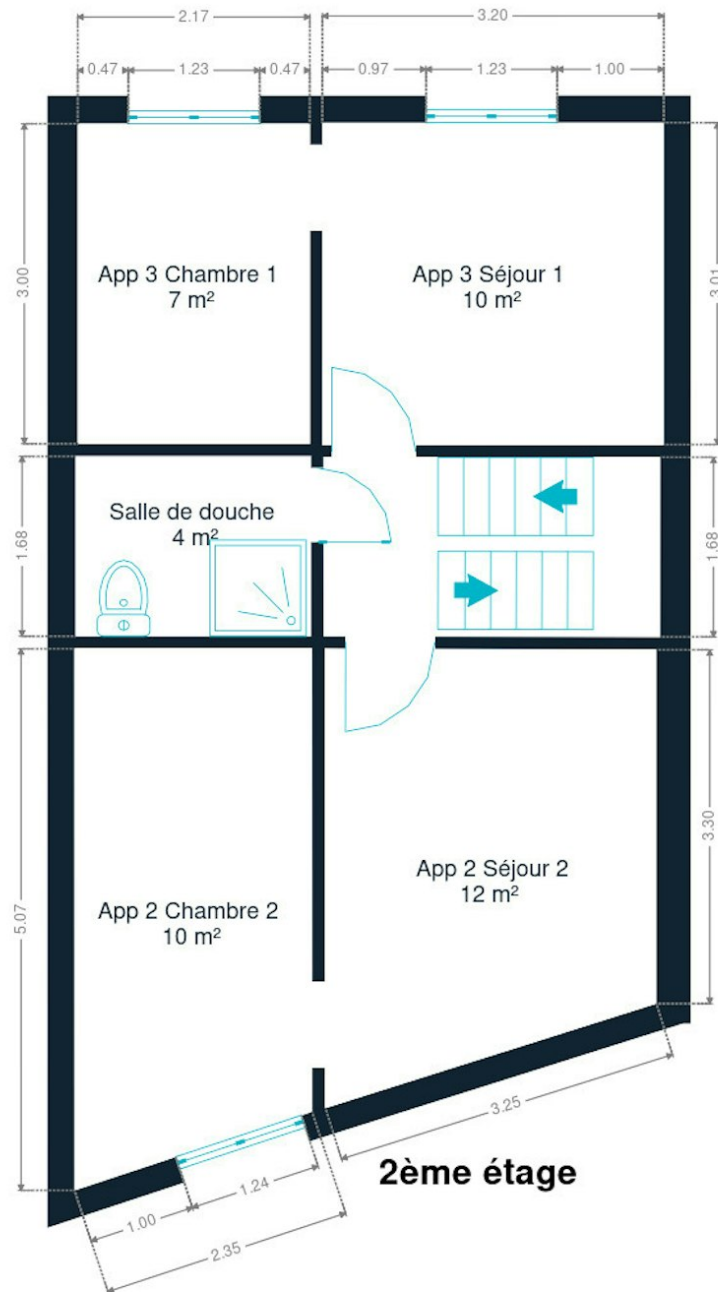 2.17
3.20
0.47
1.23
0.47
0.97
1.23
1.00
3.00
3.01
App 3 Chambre 1
7 m²
App 3 Séjour 1
10 m²
1.68
1.68
Salle de douche
4 m²
5.07
3.30
App 2 Séjour 2
12 m²
App 2 Chambre 2
10 m²
3.25
2ème étage
1.24
1.00
2.35